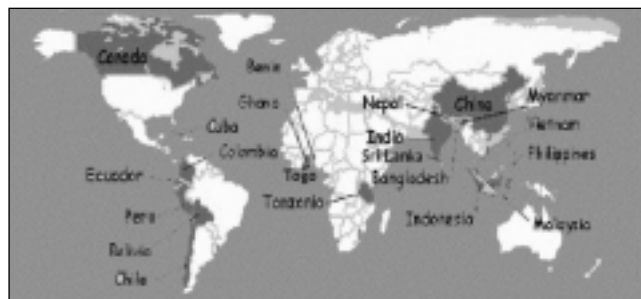 Canada
Benin
Ghana
Nepal
China
Myanmar
Cuba
India
Vietnam
Colombia
Sri Lanka
Philippines
Ecuador
Togo
Bangladesh
Tanzania
Peru
Indonesia
Malaysia
Bolivia
Chile